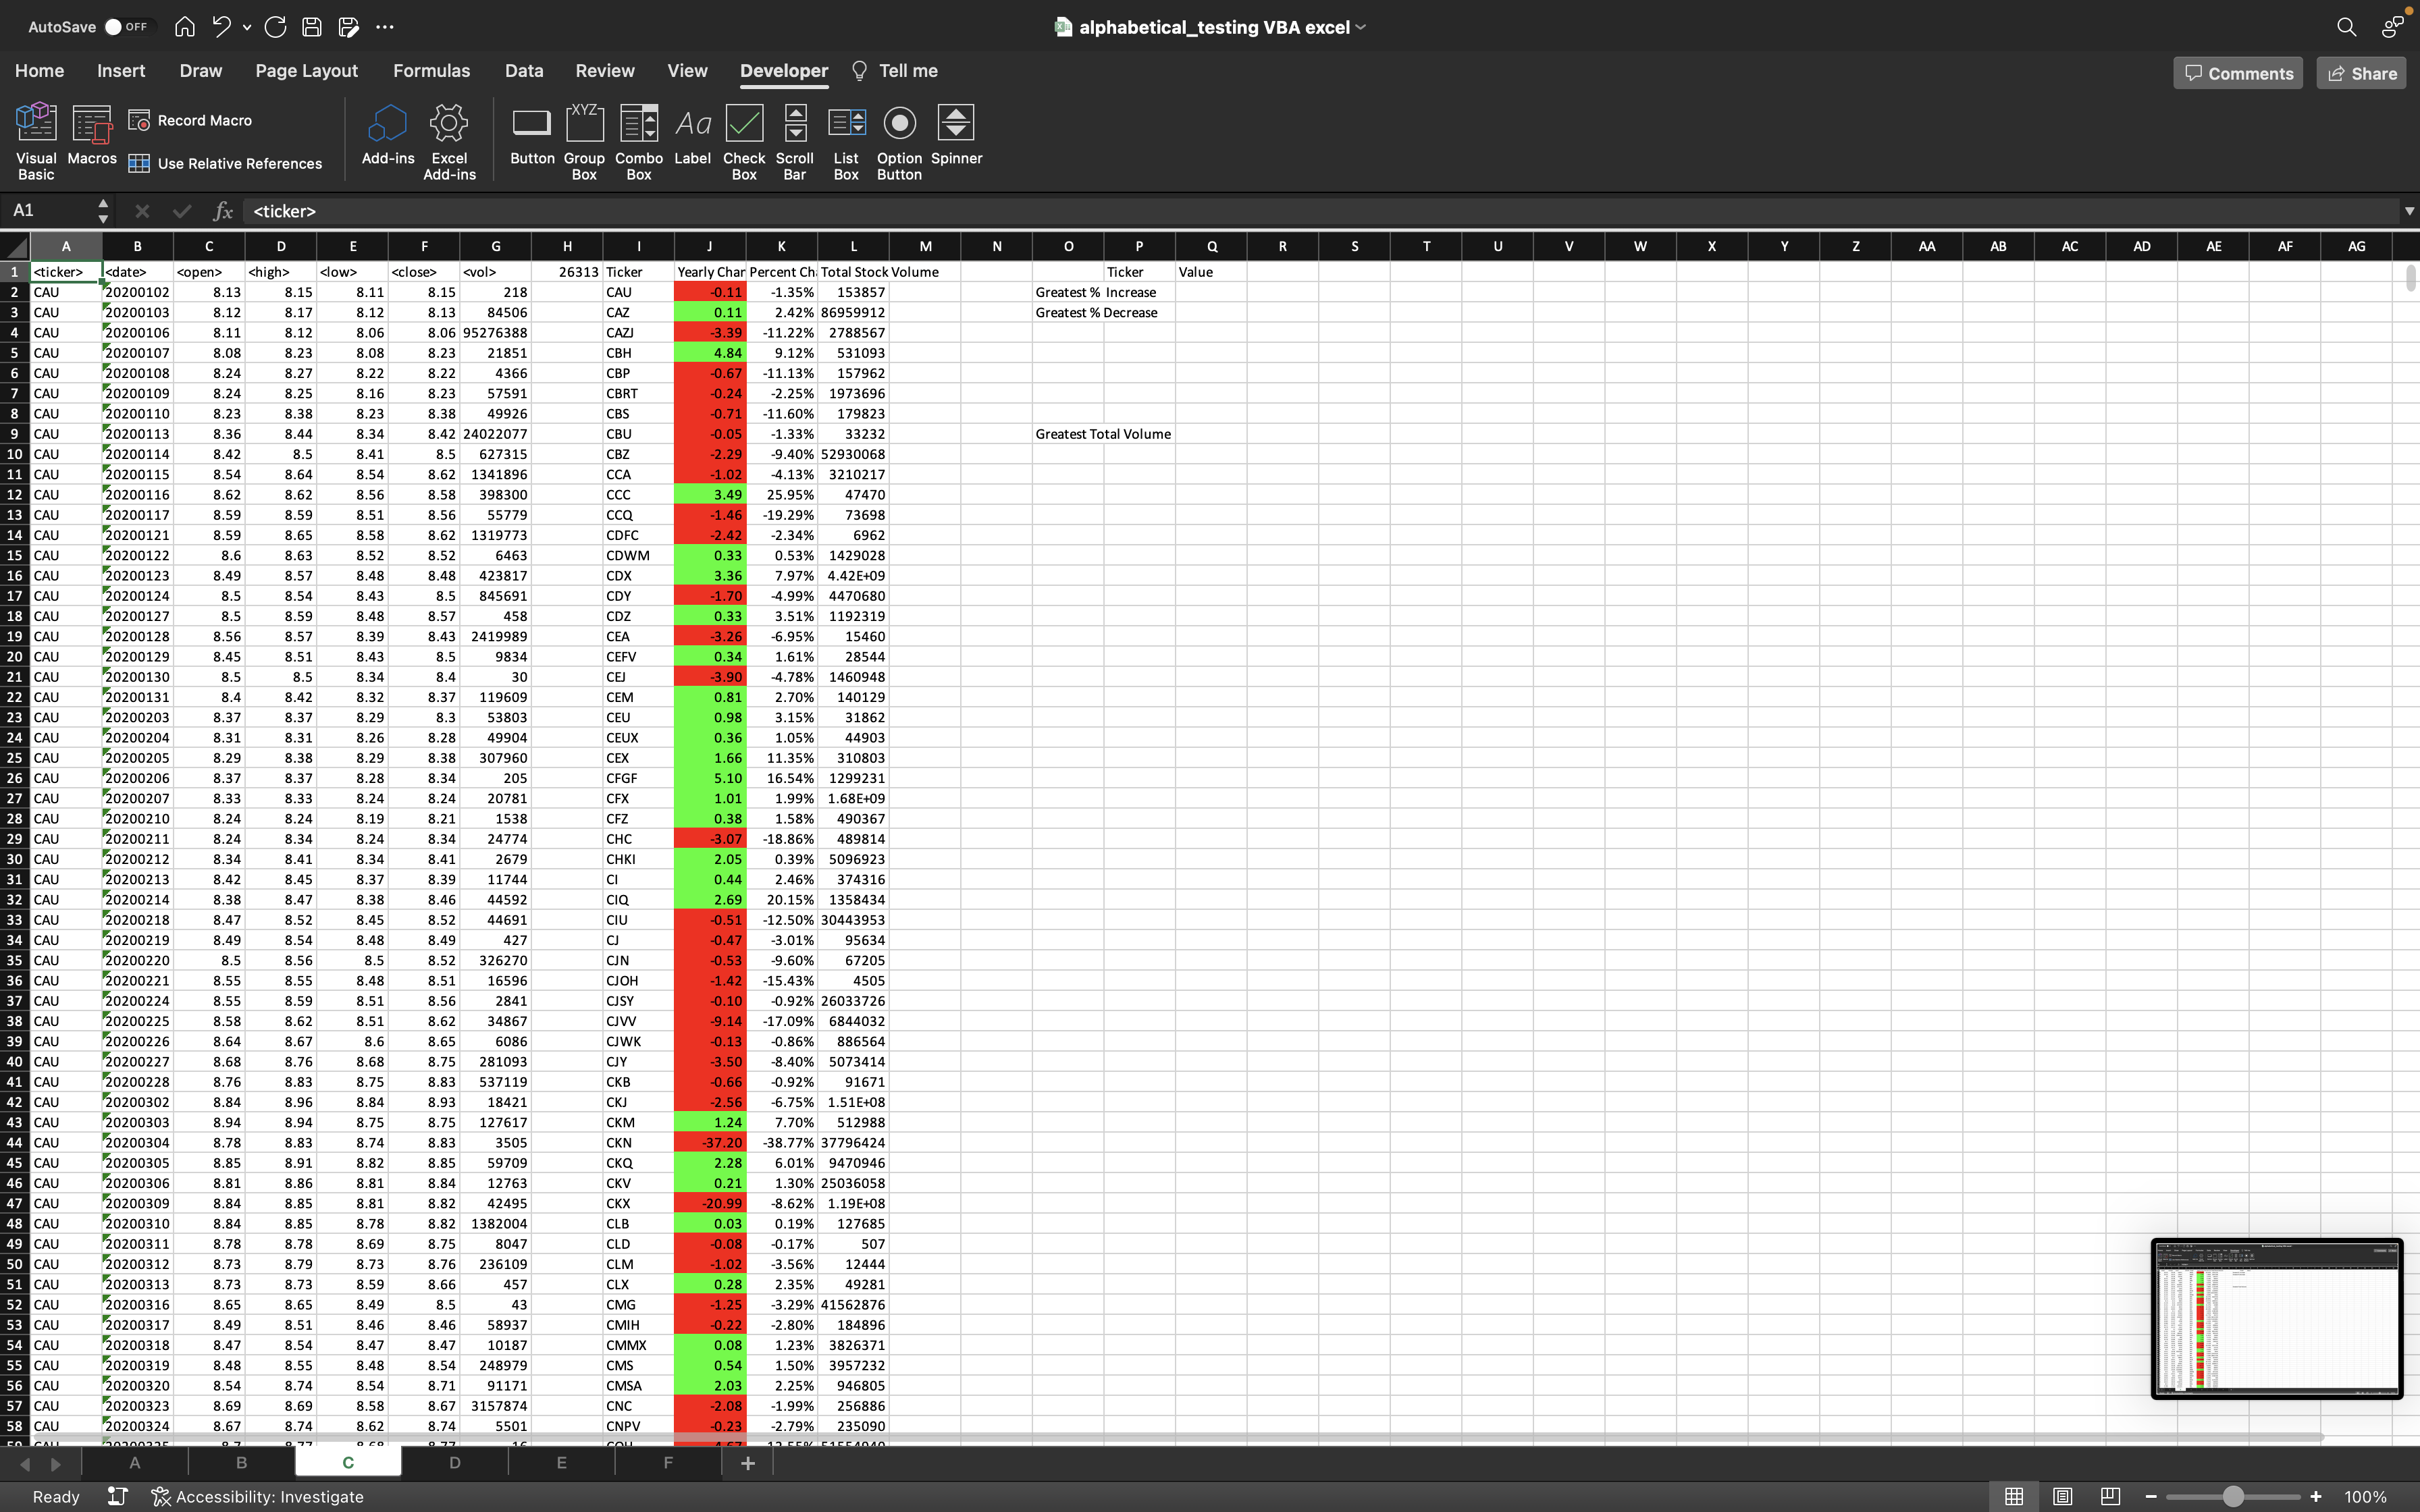 AutoSave OFF alphabetical_testing VBA excel
Home Insert Draw Page Layout Formulas Data Review View Developer Tell me Comments Share
Visual Basic Macros Record Macro Use Relative References Add-ins Excel Add-ins Button Group Box Combo Box Label Check Box Scroll Bar List Box Option Button Spinner
A1 fx <ticker>
A B C D E F G H I J K L M N O P Q R S T U V W X Y Z AA AB AC AD AE AF AG
1 <ticker> <date> <open> <high> <low> <close> <vol> 26313 Ticker Yearly Char Percent Ch Total Stock Volume Ticker Value
2 CAU 20200102 8.13 8.15 8.11 8.15 218 CAU -0.11 -1.35% 153857 Greatest % Increase
3 CAU 20200103 8.12 8.17 8.12 8.13 84506 CAZ 0.11 2.42% 86959912 Greatest % Decrease
4 CAU 20200106 8.11 8.12 8.06 8.06 95276388 CAZJ -3.39 -11.22% 2788567
5 CAU 20200107 8.08 8.23 8.08 8.23 21851 CBH 4.84 9.12% 531093
6 CAU 20200108 8.24 8.27 8.22 8.22 4366 CBP -0.67 -11.13% 157962
7 CAU 20200109 8.24 8.25 8.16 8.23 57591 CBRT -0.24 -2.25% 1973696
8 CAU 20200110 8.23 8.38 8.23 8.38 49926 CBS -0.71 -11.60% 179823
9 CAU 20200113 8.36 8.44 8.34 8.42 24022077 CBU -0.05 -1.33% 33232 Greatest Total Volume
10 CAU 20200114 8.42 8.5 8.41 8.5 627315 CBZ -2.29 -9.40% 52930068
11 CAU 20200115 8.54 8.64 8.54 8.62 1341896 CCA -1.02 -4.13% 3210217
12 CAU 20200116 8.62 8.62 8.56 8.58 398300 CCC 3.49 25.95% 47470
13 CAU 20200117 8.59 8.59 8.51 8.56 55779 CCQ -1.46 -19.29% 73698
14 CAU 20200121 8.59 8.65 8.58 8.62 1319773 CDFC -2.42 -2.34% 6962
15 CAU 20200122 8.6 8.63 8.52 8.52 6463 CDWM 0.33 0.53% 1429028
16 CAU 20200123 8.49 8.57 8.48 8.48 423817 CDX 3.36 7.97% 4.42E+09
17 CAU 20200124 8.5 8.54 8.43 8.5 845691 CDY -1.70 -4.99% 4470680
18 CAU 20200127 8.5 8.59 8.48 8.57 458 CDZ 0.33 3.51% 1192319
19 CAU 20200128 8.56 8.57 8.39 8.43 2419989 CEA -3.26 -6.95% 15460
20 CAU 20200129 8.45 8.51 8.43 8.5 9834 CEFV 0.34 1.61% 28544
21 CAU 20200130 8.5 8.5 8.34 8.4 30 CEJ -3.90 -4.78% 1460948
22 CAU 20200131 8.4 8.42 8.32 8.37 119609 CEM 0.81 2.70% 140129
23 CAU 20200203 8.37 8.37 8.29 8.3 53803 CEU 0.98 3.15% 31862
24 CAU 20200204 8.31 8.31 8.26 8.28 49904 CEUX 0.36 1.05% 44903
25 CAU 20200205 8.29 8.38 8.29 8.38 307960 CEX 1.66 11.35% 310803
26 CAU 20200206 8.37 8.37 8.28 8.34 205 CFGF 5.10 16.54% 1299231
27 CAU 20200207 8.33 8.33 8.24 8.24 20781 CFX 1.01 1.99% 1.68E+09
28 CAU 20200210 8.24 8.24 8.19 8.21 1538 CFZ 0.38 1.58% 490367
29 CAU 20200211 8.24 8.34 8.24 8.34 24774 CHC -3.07 -18.86% 489814
30 CAU 20200212 8.34 8.41 8.34 8.41 2679 CHKI 2.05 0.39% 5096923
31 CAU 20200213 8.42 8.45 8.37 8.39 11744 CI 0.44 2.46% 374316
32 CAU 20200214 8.38 8.47 8.38 8.46 44592 CIQ 2.69 20.15% 1358434
33 CAU 20200218 8.47 8.52 8.45 8.52 44691 CIU -0.51 -12.50% 30443953
34 CAU 20200219 8.49 8.54 8.48 8.49 427 CJ -0.47 -3.01% 95634
35 CAU 20200220 8.5 8.56 8.5 8.52 326270 CJN -0.53 -9.60% 67205
36 CAU 20200221 8.55 8.55 8.48 8.51 16596 CJOH -1.42 -15.43% 4505
37 CAU 20200224 8.55 8.59 8.51 8.56 2841 CJSY -0.10 -0.92% 26033726
38 CAU 20200225 8.58 8.62 8.51 8.62 34867 CJVV -9.14 -17.09% 6844032
39 CAU 20200226 8.64 8.67 8.6 8.65 6086 CJWK -0.13 -0.86% 886564
40 CAU 20200227 8.68 8.76 8.68 8.75 281093 CJY -3.50 -8.40% 5073414
41 CAU 20200228 8.76 8.83 8.75 8.83 537119 CKB -0.66 -0.92% 91671
42 CAU 20200302 8.84 8.96 8.84 8.93 18421 CKJ -2.56 -6.75% 1.51E+08
43 CAU 20200303 8.94 8.94 8.75 8.75 127617 CKM 1.24 7.70% 512988
44 CAU 20200304 8.78 8.83 8.74 8.83 3505 CKN -37.20 -38.77% 37796424
45 CAU 20200305 8.85 8.91 8.82 8.85 59709 CKQ 2.28 6.01% 9470946
46 CAU 20200306 8.81 8.86 8.81 8.84 12763 CKV 0.21 1.30% 25036058
47 CAU 20200309 8.84 8.85 8.81 8.82 42495 CKX -20.99 -8.62% 1.19E+08
48 CAU 20200310 8.84 8.85 8.78 8.82 1382004 CLB 0.03 0.19% 127685
49 CAU 20200311 8.78 8.78 8.69 8.75 8047 CLD -0.08 -0.17% 507
50 CAU 20200312 8.73 8.79 8.73 8.76 236109 CLM -1.02 -3.56% 12444
51 CAU 20200313 8.73 8.73 8.59 8.66 457 CLX 0.28 2.35% 49281
52 CAU 20200316 8.65 8.65 8.49 8.5 43 CMG -1.25 -3.29% 41562876
53 CAU 20200317 8.49 8.51 8.46 8.46 58937 CMIH -0.22 -2.80% 184896
54 CAU 20200318 8.47 8.54 8.47 8.47 10187 CMMX 0.08 1.23% 3826371
55 CAU 20200319 8.48 8.55 8.48 8.54 248979 CMS 0.54 1.50% 3957232
56 CAU 20200320 8.54 8.74 8.54 8.71 91171 CMSA 2.03 2.25% 946805
57 CAU 20200323 8.69 8.69 8.58 8.67 3157874 CNC -2.08 -1.99% 256886
58 CAU 20200324 8.67 8.74 8.62 8.74 5501 CNPV -0.23 -2.79% 235090
A B C D E F
Ready Accessibility: Investigate 100%